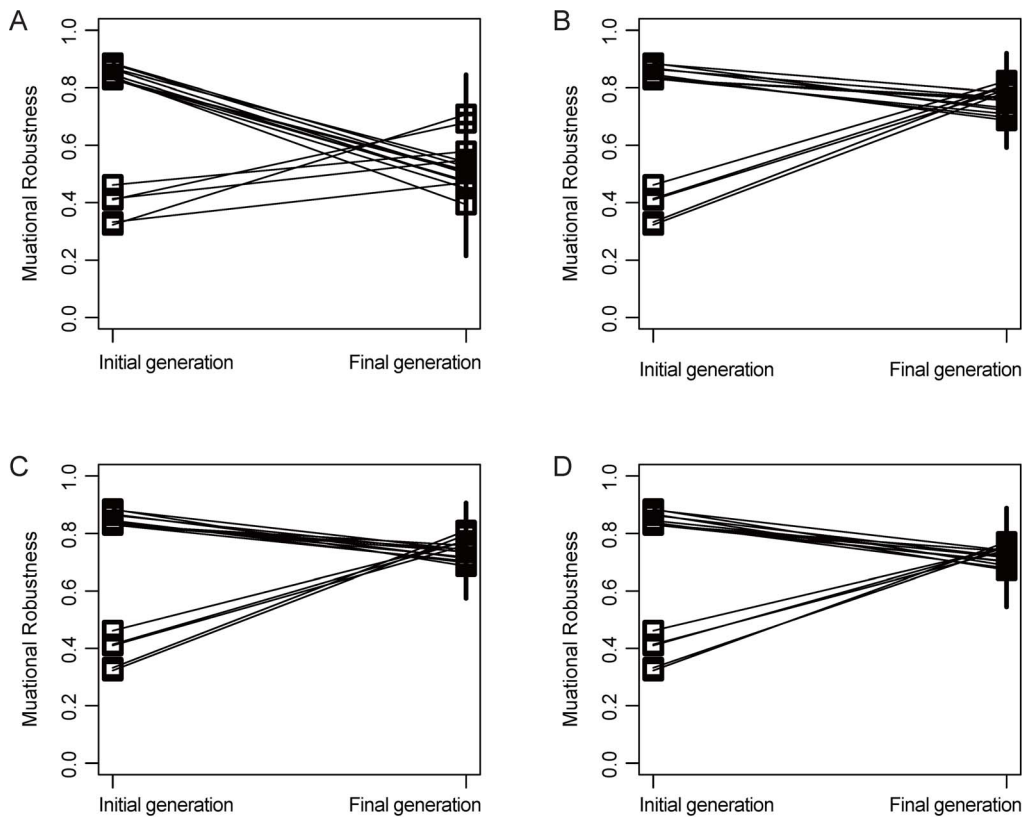 A
Muational Robustness
1.0
0.8
0.6
0.4
0.2
0.0
Initial generation
Final generation
B
Muational Robustness
1.0
0.8
0.6
0.4
0.2
0.0
Initial generation
Final generation
C
Muational Robustness
1.0
0.8
0.6
0.4
0.2
0.0
Initial generation
Final generation
D
Muational Robustness
1.0
0.8
0.6
0.4
0.2
0.0
Initial generation
Final generation